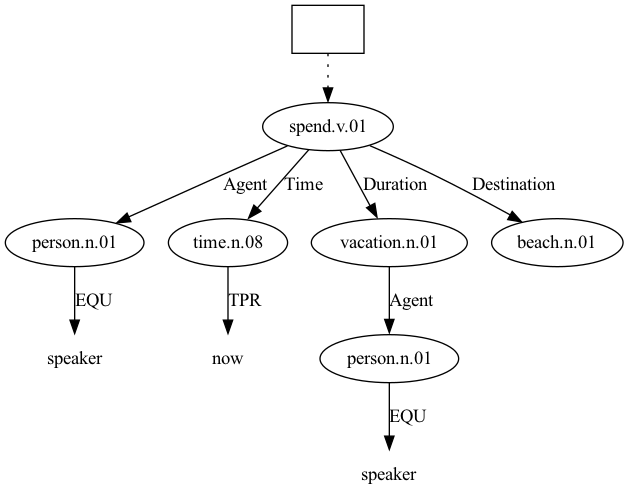 spend.v.01
Agent Time Duration Destination
person.n.01 time.n.08 vacation.n.01 beach.n.01
EQU TPR Agent
speaker now person.n.01
EQU
speaker